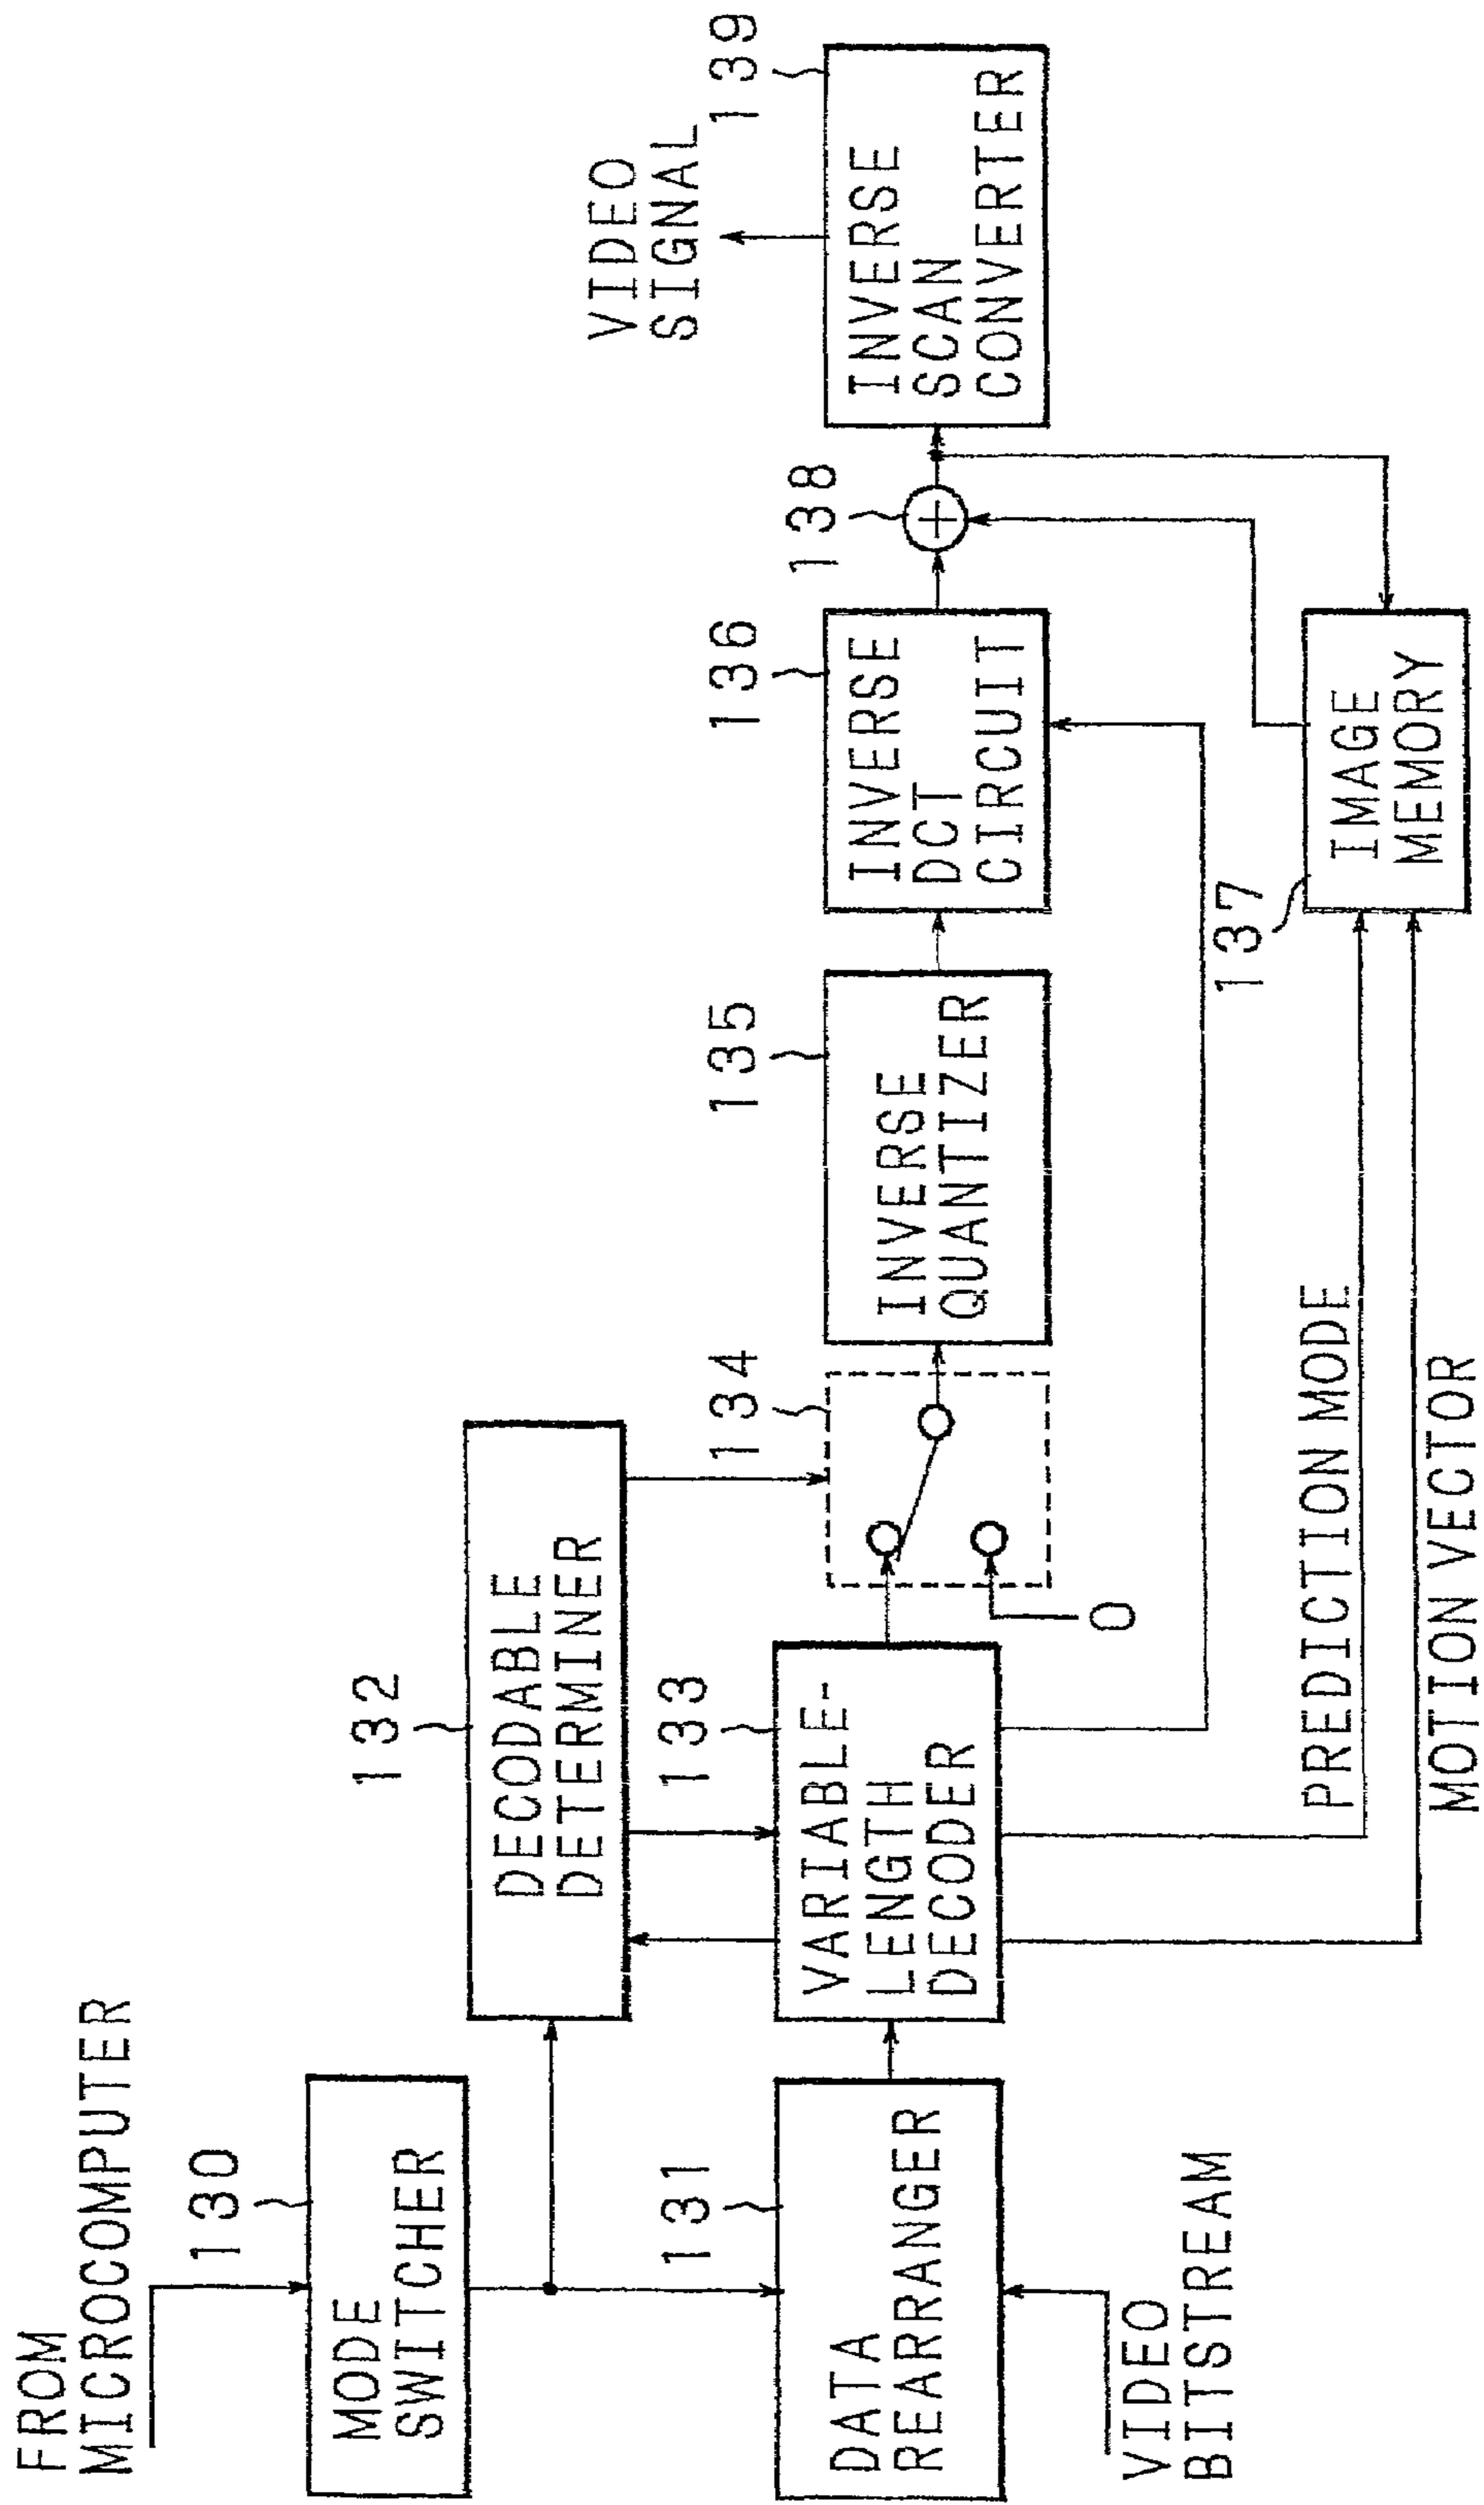 FROM
MICROCOMPUTER
130
MODE
SWITCHER
132
DECODABLE
DETERMINER
VIDEO
SIGNAL
131
DATA
REARRANGER
133
VARIABLE-
LENGTH
DECODER
134
0
135
INVERSE
QUANTIZER
136
INVERSE
DCT
CIRCUIT
138
139
INVERSE
SCAN
CONVERTER
VIDEO
BITSTREAM
PREDICTION MODE
MOTION VECTOR
137
IMAGE
MEMORY